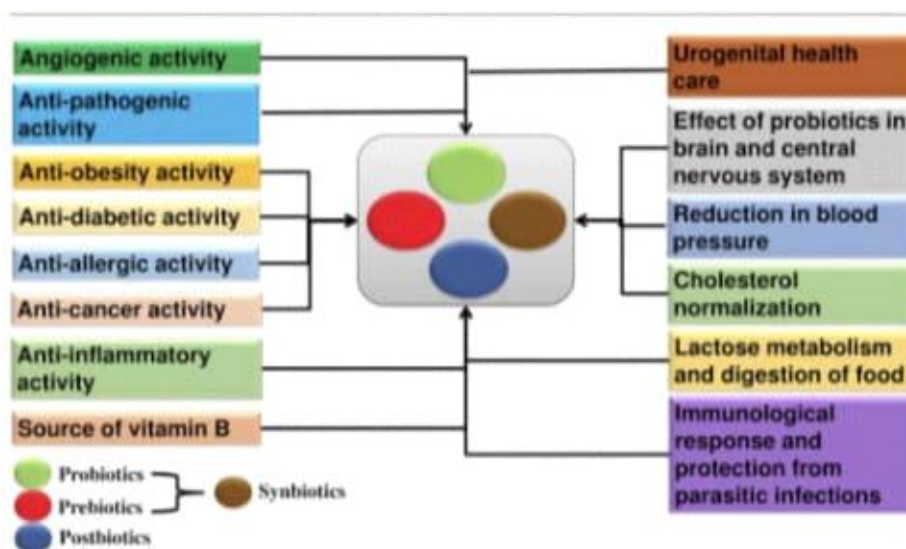 Angiogenic activity
Anti-pathogenic
activity
Anti-obesity activity
Anti-diabetic activity
Anti-allergic activity
Anti-cancer activity
Anti-inflammatory
activity
Source of vitamin B
Urogenital health
care
Effect of probiotics in
brain and central
nervous system
Reduction in blood
pressure
Cholesterol
normalization
Lactose metabolism
and digestion of food
Immunological
response and
protection from
parasitic infections
Probiotics
Prebiotics
Synbiotics
Postbiotics